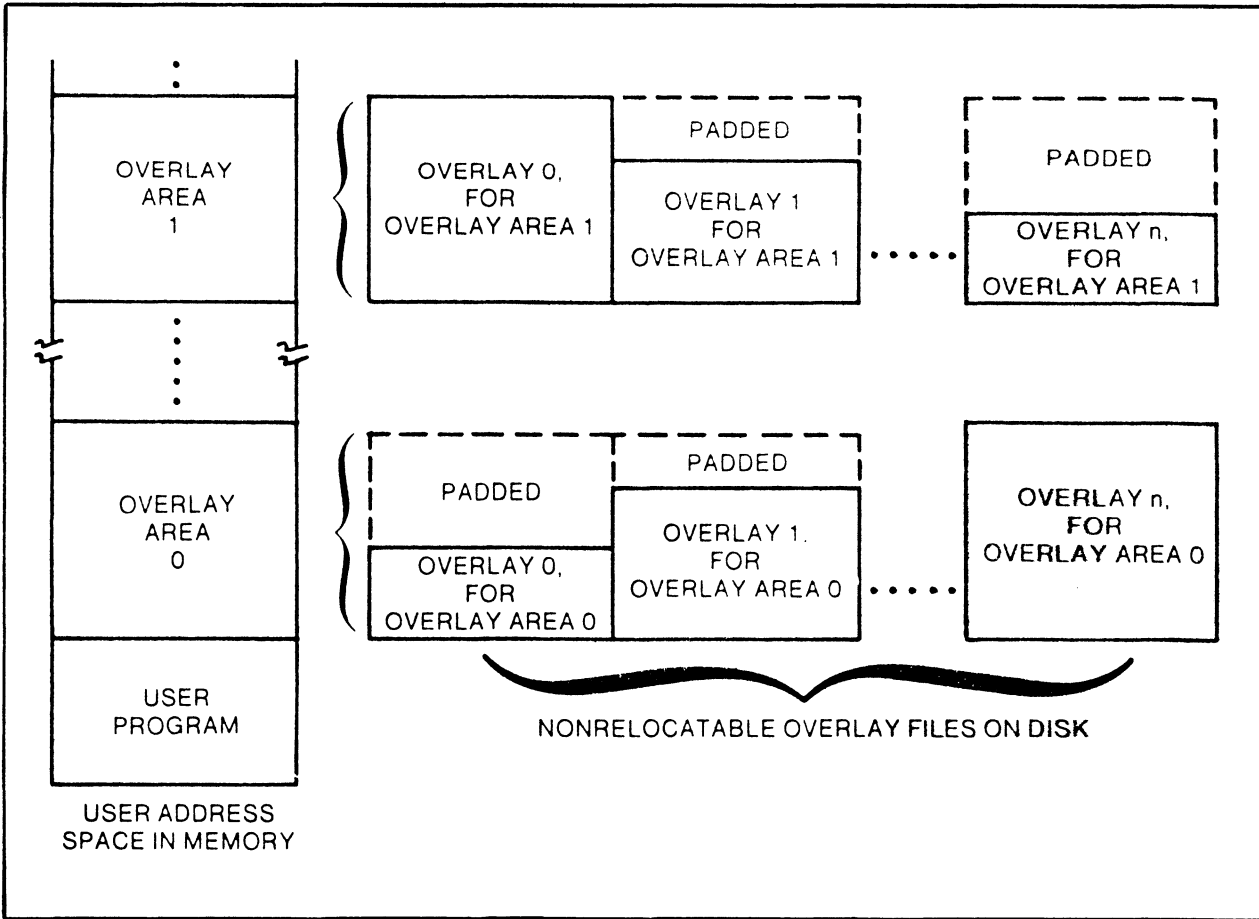 OVERLAY
AREA
1
OVERLAY 0,
FOR
OVERLAY AREA 1
PADDED
OVERLAY 1
FOR
OVERLAY AREA 1
PADDED
OVERLAY n,
FOR
OVERLAY AREA 1
OVERLAY
AREA
0
PADDED
OVERLAY 0,
FOR
OVERLAY AREA 0
PADDED
OVERLAY 1.
FOR
OVERLAY AREA 0
OVERLAY n,
FOR
OVERLAY AREA 0
USER
PROGRAM
NONRELOCATABLE OVERLAY FILES ON DISK
USER ADDRESS
SPACE IN MEMORY